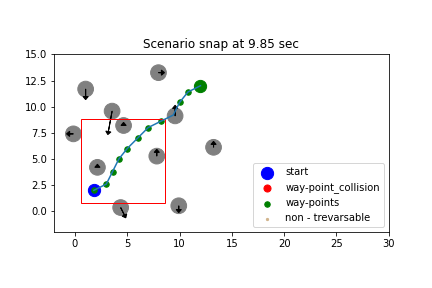 Scenario snap at 9.85 sec
15.0
12.5
10.0
7.5
5.0
2.5
0.0
0 5 10 15 20 25 30
start
way-point_collision
way-points
non - trevarsable